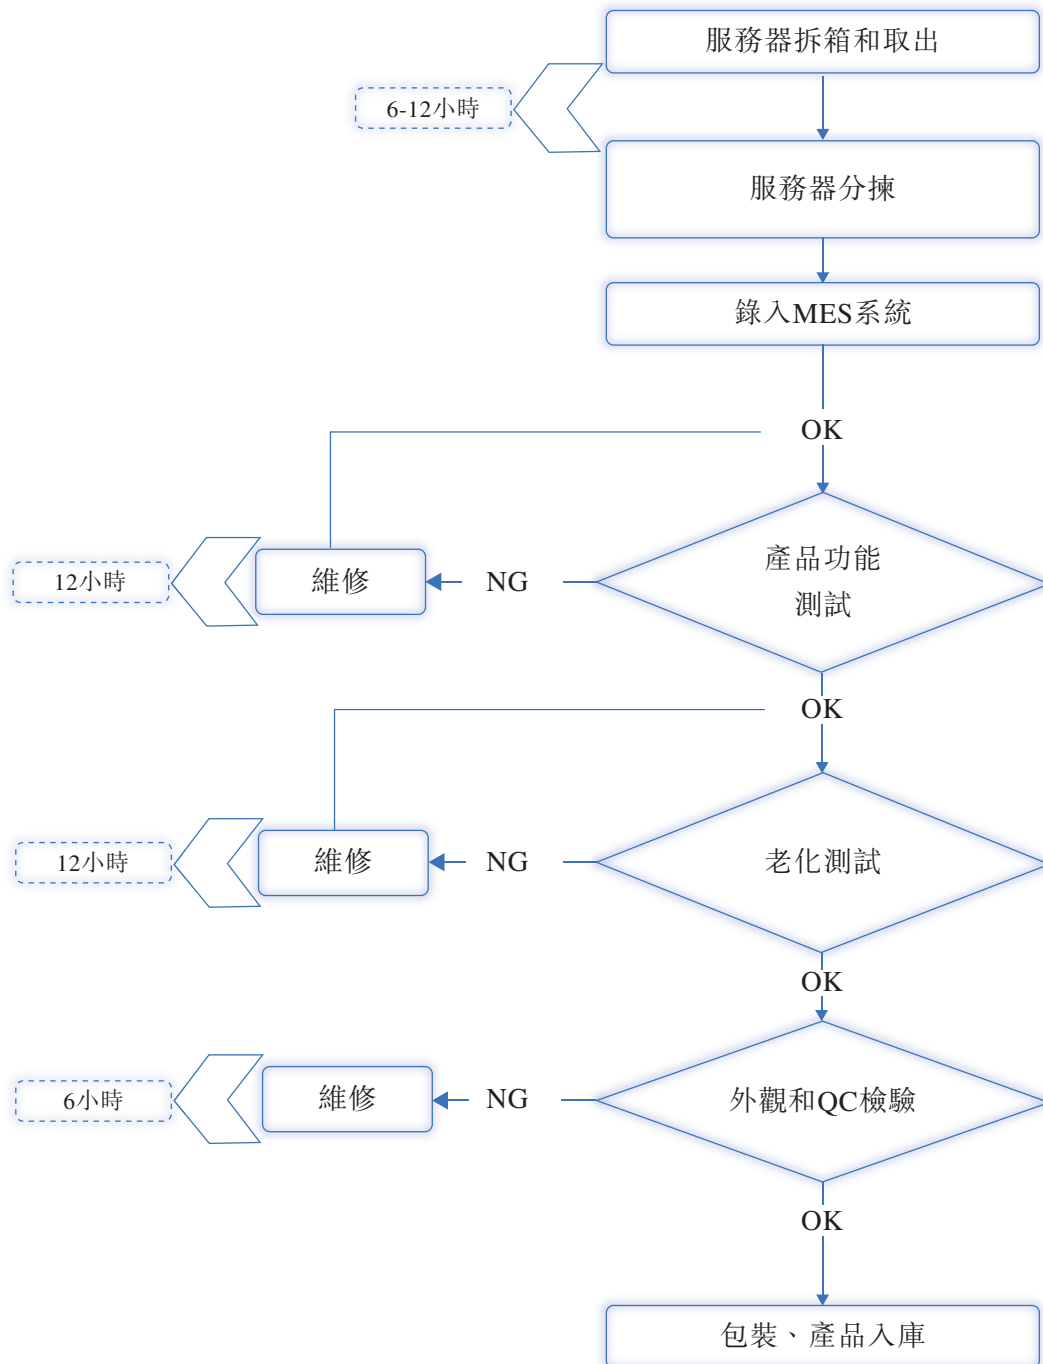 服務器拆箱和取出
6-12小時
服務器分揀
錄入MES系統
OK
產品功能
測試
NG
維修
12小時
OK
老化測試
NG
維修
12小時
OK
外觀和QC檢驗
NG
維修
6小時
OK
包裝、產品入庫